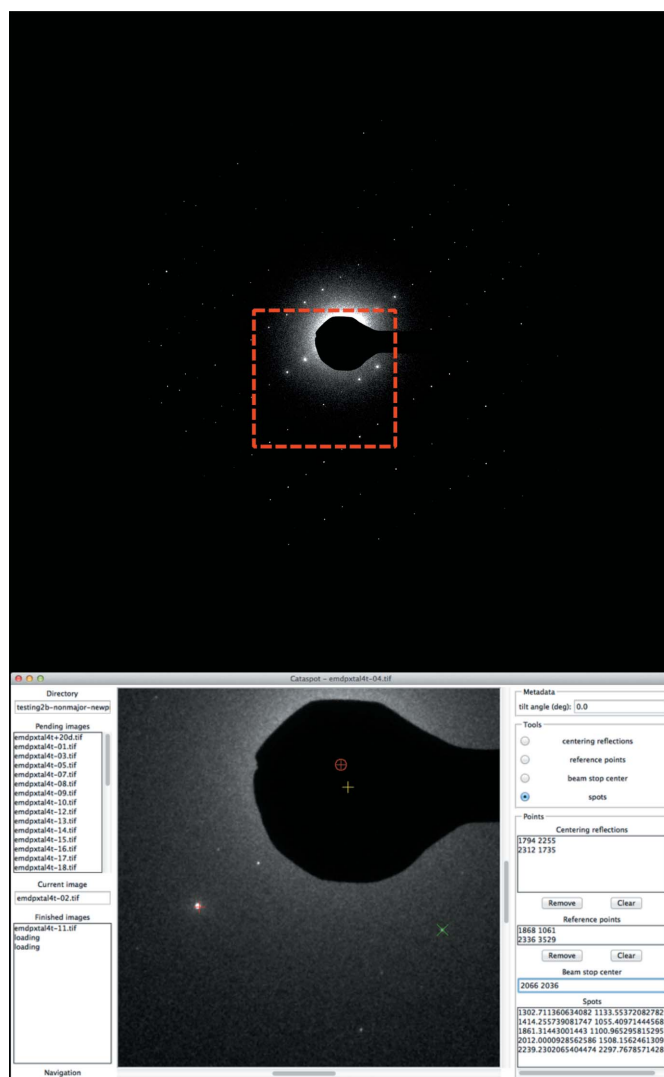 Cataspot - emdpxtal4t-04.tif
Directory
testing2b-nonmajor-newp
Pending images
emdpxtal4t+20d.tif
emdpxtal4t-01.tif
emdpxtal4t-03.tif
emdpxtal4t-05.tif
emdpxtal4t-07.tif
emdpxtal4t-08.tif
emdpxtal4t-09.tif
emdpxtal4t-10.tif
emdpxtal4t-12.tif
emdpxtal4t-13.tif
emdpxtal4t-14.tif
emdpxtal4t-15.tif
emdpxtal4t-16.tif
emdpxtal4t-17.tif
emdpxtal4t-18.tif
Current image
emdpxtal4t-02.tif
Finished images
emdpxtal4t-11.tif
loading
loading
Navigation
Metadata
tilt angle (deg): 0.0
Tools
centering reflections
reference points
beam stop center
spots
Points
Centering reflections
1794 2255
2312 1735
Remove Clear
Reference points
1868 1061
2336 3529
Remove Clear
Beam stop center
2066 2036
Spots
1302.711360634082 1133.55372082782
1414.255739081747 1055.40971444568
1861.31443001443 1100.965295815295
2012.0000928562586 1508.1562461309
2239.2302065404474 2297.7678571428